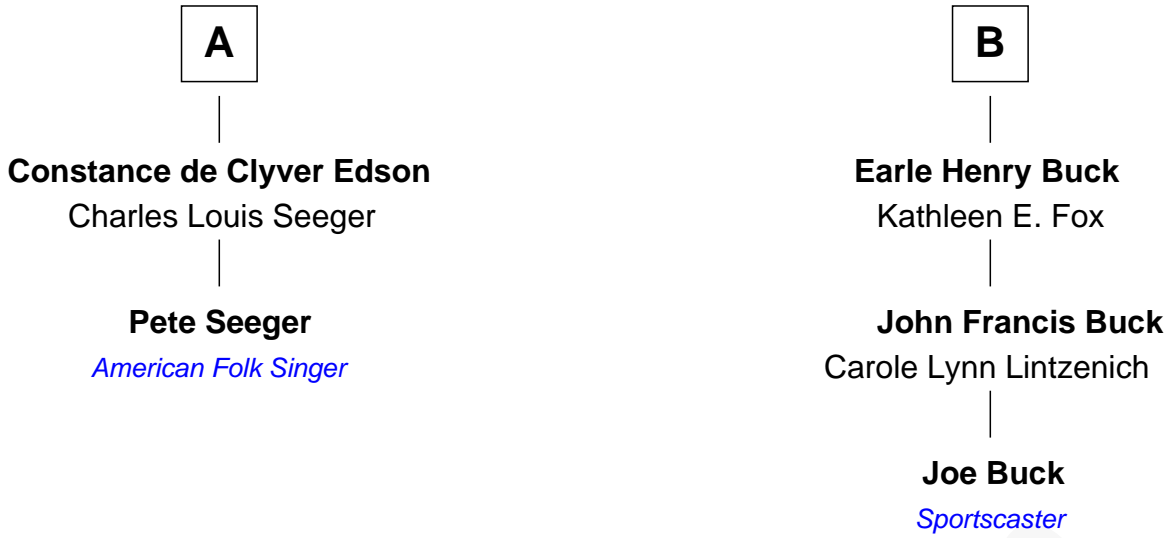 A
Constance de Clyver Edson
Charles Louis Seeger
Pete Seeger
American Folk Singer
B
Earle Henry Buck
Kathleen E. Fox
John Francis Buck
Carole Lynn Lintzenich
Joe Buck
Sportscaster